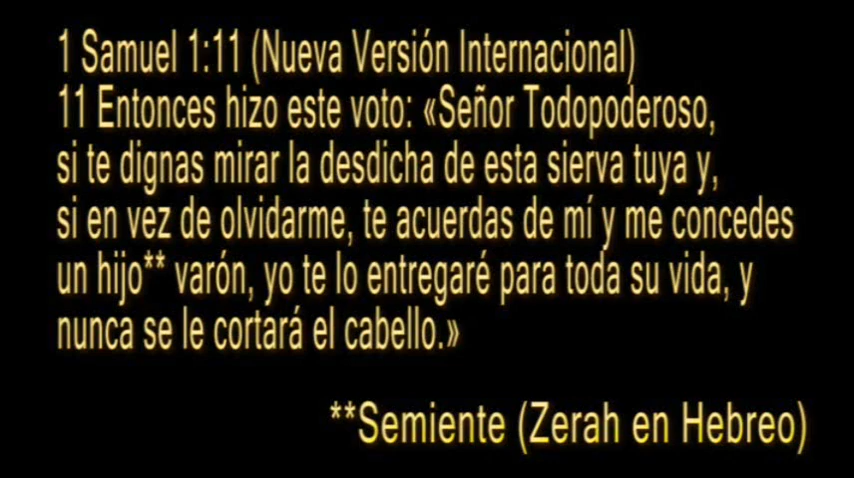 1 Samuel 1:11 (Nueva Versión Internacional)
11 Entonces hizo este voto: «Señor Todopoderoso,
si te dignas mirar la desdicha de esta sierva tuya y,
si en vez de olvidarme, te acuerdas de mí y me concedes
un hijo** varón, yo te lo entregaré para toda su vida, y
nunca se le cortará el cabello.»
**Semiente (Zerah en Hebreo)